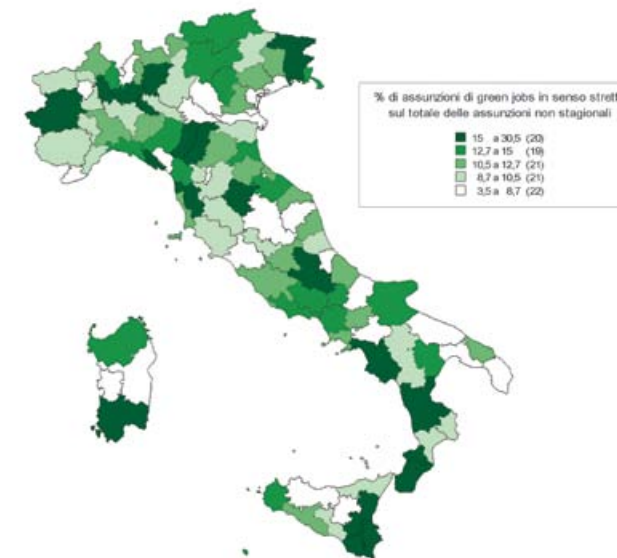 % di assunzioni di green jobs in senso strett
sul totale delle assunzioni non stagionali
15 a 30,5 (20)
12,7 a 15 (19)
10,5 a 12,7 (21)
8,7 a 10,5 (21)
3,5 a 8,7 (22)